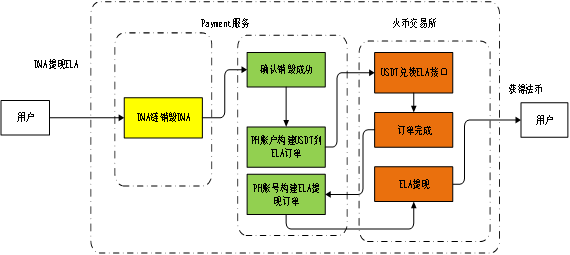 Payment服务
火币交易所
DNA提现ELA
用户
DNA链销毁DNA
确认销毁成功
PH账户构建USDT到
ELA订单
PH账号构建ELA提
现订单
USDT兑换ELA接口
订单完成
ELA提现
获得法币
用户